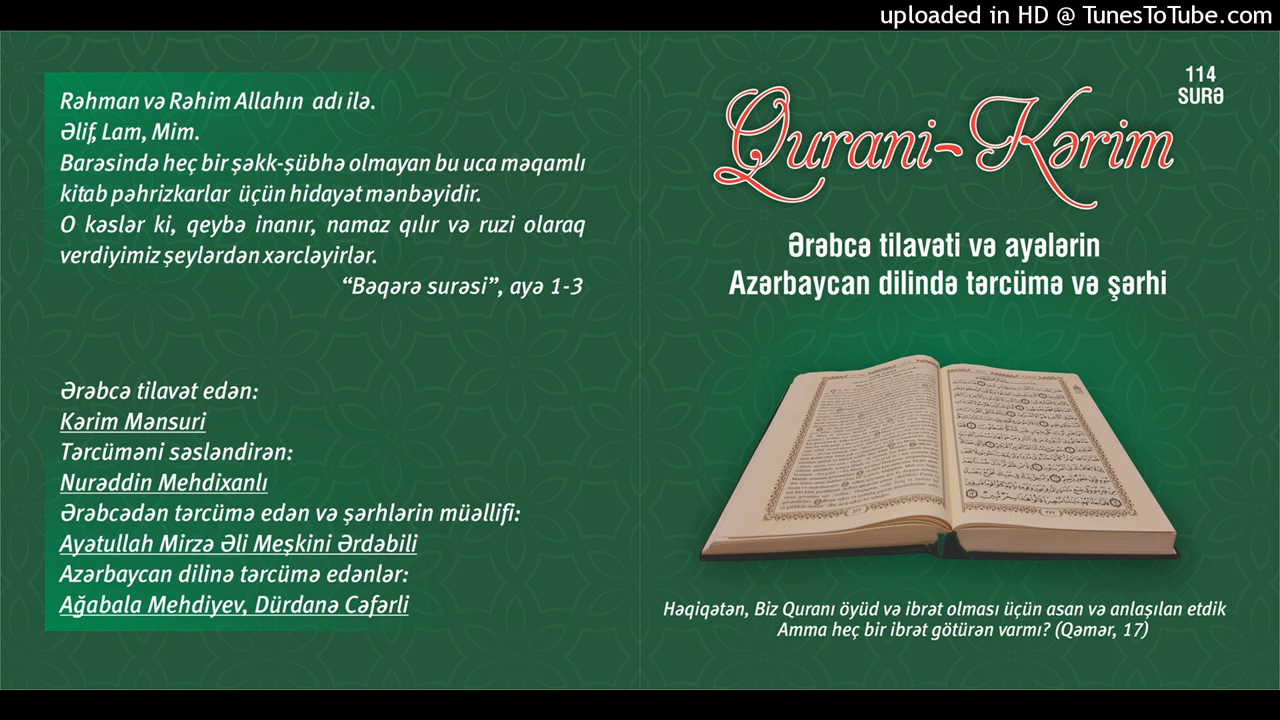 uploaded in HD @ TunesToTube.com
Rəhman və Rəhim Allahın adı ilə.
Əlif, Lam, Mim.
Barəsində heç bir şəkk-şübhə olmayan bu uca məqamlı
kitab pəhrizkarlar üçün hidayət mənbəyidir.
O kəslər ki, qeybə inanır, namaz qılır və ruzi olaraq
verdiyimiz şeylərdən xərcləyirlər.
“Bəqərə surəsi”, ayə 1-3
Ərəbcə tilavət edən:
Kərim Mənsuri
Tərcüməni səsləndirən:
Nurəddin Mehdixanlı
Ərəbcədən tərcümə edən və şərhlərin müəllifi:
Ayətullah Mirzə Əli Meşkini Ərdəbili
Azərbaycan dilinə tərcümə edənlər:
Ağabala Mehdiyev, Dürdanə Cəfərli
114
SURƏ
Qurani-Kərim
Ərəbcə tilavəti və ayələrin
Azərbaycan dilində tərcümə və şərhi
Həqiqətən, Biz Quranı öyüd və ibrət olması üçün asan və anlaşılan etdik
Amma heç bir ibrət götürən varmı? (Qəmər, 17)